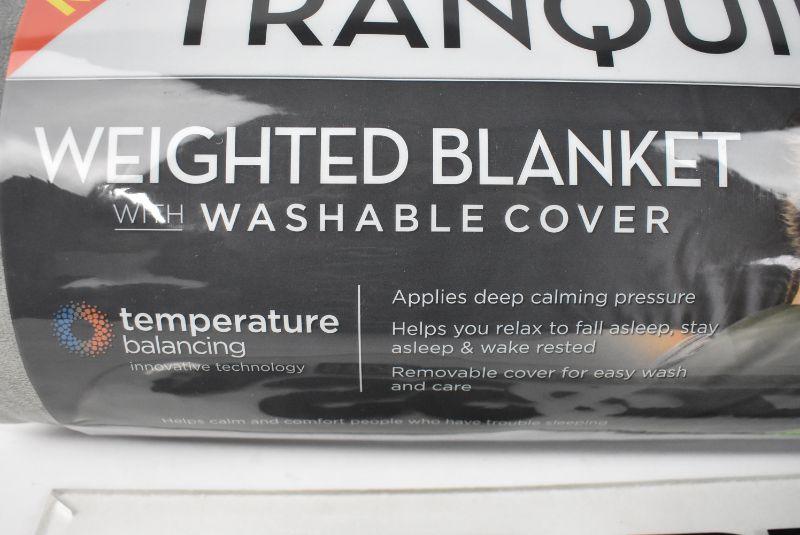 TRANQUI
WEIGHTED BLANKET
WITH WASHABLE COVER
temperature
balancing
innovative technology
Applies deep calming pressure
Helps you relax to fall asleep, stay
asleep & wake rested
Removable cover for easy wash
and care
Helps calm and comfort people who have trouble sleeping